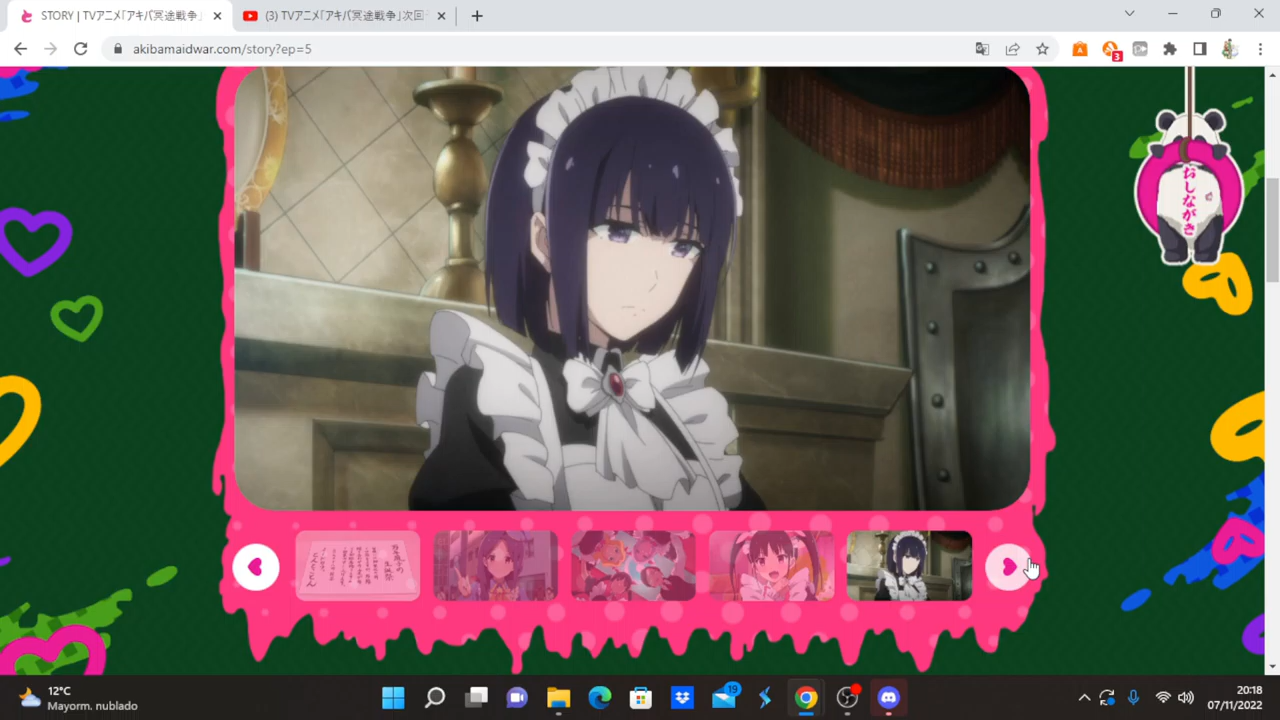 STORY | TVアニメ「アキバ冥途戦争」
(3) TVアニメ「アキバ冥途戦争」次回
akibamaidwar.com/story?ep=5
3
おしながき
12°C
Mayorm. nublado
19
20:18
07/11/2022